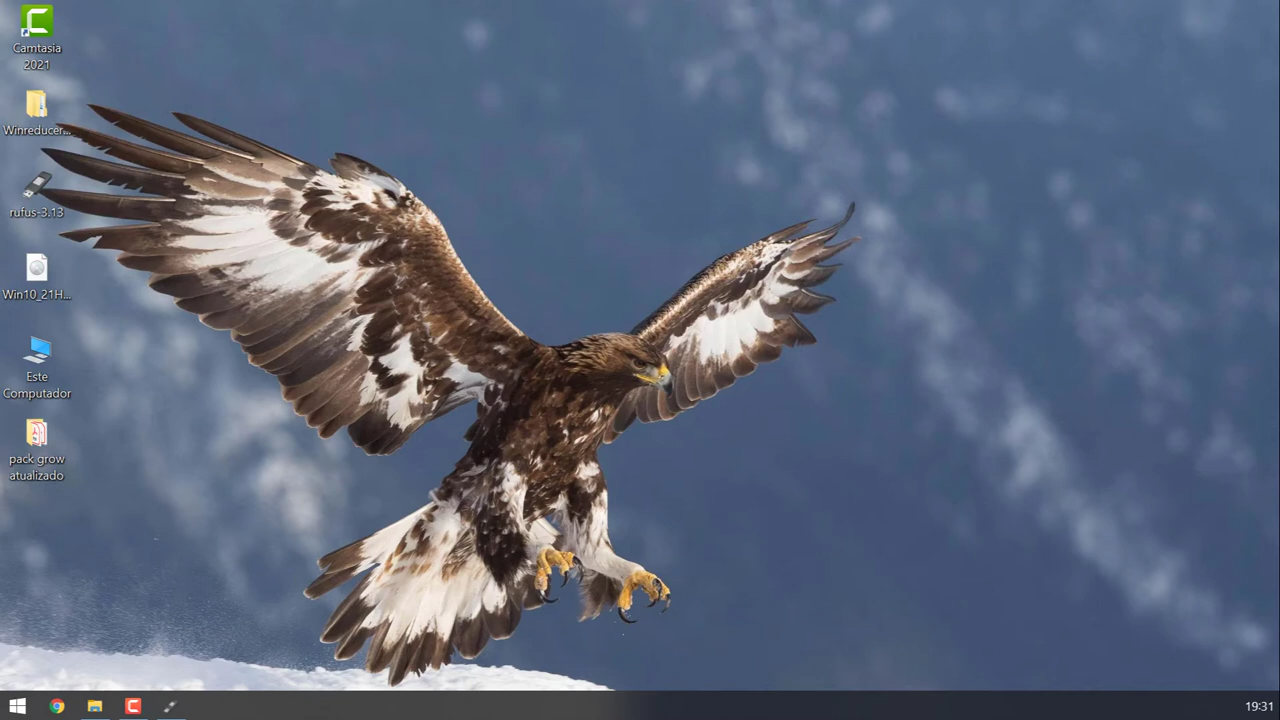 Camtasia
2021
Winreducer...
rufus-3.13
Win10_21H...
Este
Computador
pack grow
atualizado
19:31